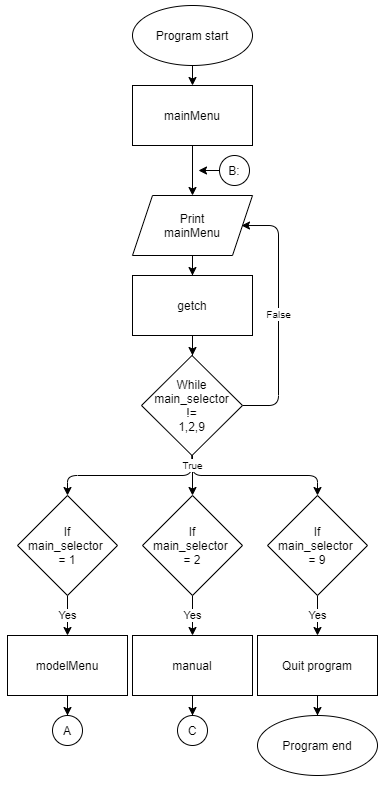 Program start
mainMenu
B:
Print
mainMenu
getch
False
While
main_selector
!=
1,2,9
True
If
main_selector
= 1
If
main_selector
= 2
If
main_selector
= 9
Yes
Yes
Yes
modelMenu
manual
Quit program
A
C
Program end